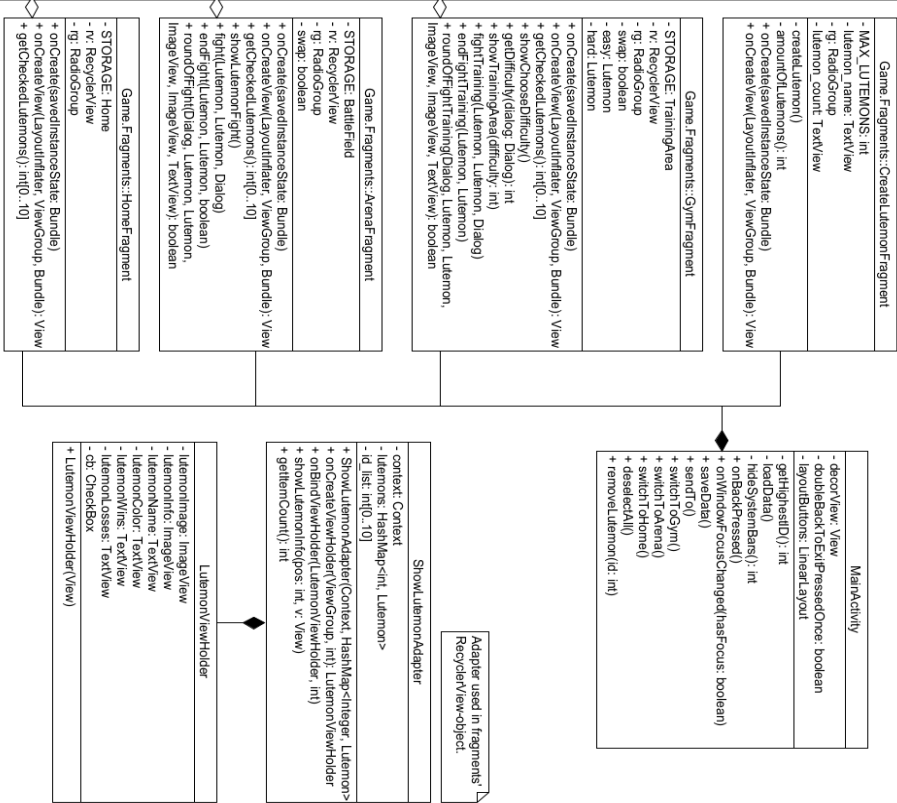 Game.Fragments::CreateLutemonFragment
- MAX_LUTEMONS: int
- lutemon_name: TextView
- rg: RadioGroup
- lutemon_count: TextView
- createLutemon()
- amountOfLutemons(): int
+ onCreate(savedInstanceState: Bundle)
+ onCreateView(LayoutInflater, ViewGroup, Bundle): View
Game.Fragments::GymFragment
- STORAGE: TrainingArea
- rv: RecyclerView
- rg: RadioGroup
- swap: boolean
- easy: Lutemon
- hard: Lutemon
+ onCreate(savedInstanceState: Bundle)
+ onCreateView(LayoutInflater, ViewGroup, Bundle): View
+ getCheckedLutemons(): int[0..10]
+ showChooseDifficulty()
+ getDifficulty(dialog: Dialog): int
+ showTrainingArea(difficulty: int)
+ fightTraining(Lutemon, Lutemon, Dialog)
+ endFightTraining(Lutemon, Lutemon)
+ roundOfFightTraining(Dialog, Lutemon, Lutemon,
ImageView, ImageView, TextView): boolean
Game.Fragments::ArenaFragment
- STORAGE: BattleField
- rv: RecyclerView
- rg: RadioGroup
- swap: boolean
+ onCreate(savedInstanceState: Bundle)
+ onCreateView(LayoutInflater, ViewGroup, Bundle): View
+ getCheckedLutemons(): int[0..10]
+ showLutemonFight()
+ fight(Lutemon, Lutemon, Dialog)
+ endFight(Lutemon, Lutemon, boolean)
+ roundOfFight(Dialog, Lutemon, Lutemon,
ImageView, ImageView, TextView): boolean
Game.Fragments::HomeFragment
- STORAGE: Home
- rv: RecyclerView
- rg: RadioGroup
+ onCreate(savedInstanceState: Bundle)
+ onCreateView(LayoutInflater, ViewGroup, Bundle): View
+ getCheckedLutemons(): int[0..10]
MainActivity
- decorView: View
- doubleBackToExitPressedOnce: boolean
- layoutButtons: LinearLayout
- getHighestID(): int
- loadData()
- hideSystemBars(): int
+ onBackPressed()
+ onWindowFocusChanged(hasFocus: boolean)
+ saveData()
+ sendTo()
+ switchToGym()
+ switchToArena()
+ switchToHome()
+ deselectAll()
+ removeLutemon(id: int)
Adapter used in fragments'
RecyclerView-object.
ShowLutemonAdapter
- context: Context
- lutemons: HashMap<int, Lutemon>
- id_list: int[0..10]
+ ShowLutemonAdapter(Context, HashMap<Integer, Lutemon>
+ onCreateViewHolder(ViewGroup, int): LutemonViewHolder
+ onBindViewHolder(LutemonViewHolder, int)
+ showLutemonInfo(pos: int, v: View)
+ getItemCount(): int
LutemonViewHolder
- lutemonImage: ImageView
- lutemonInfo: ImageView
- lutemonName: TextView
- lutemonColor: TextView
- lutemonWins: TextView
- lutemonLosses: TextView
- cb: CheckBox
+ LutemonViewHolder(View)